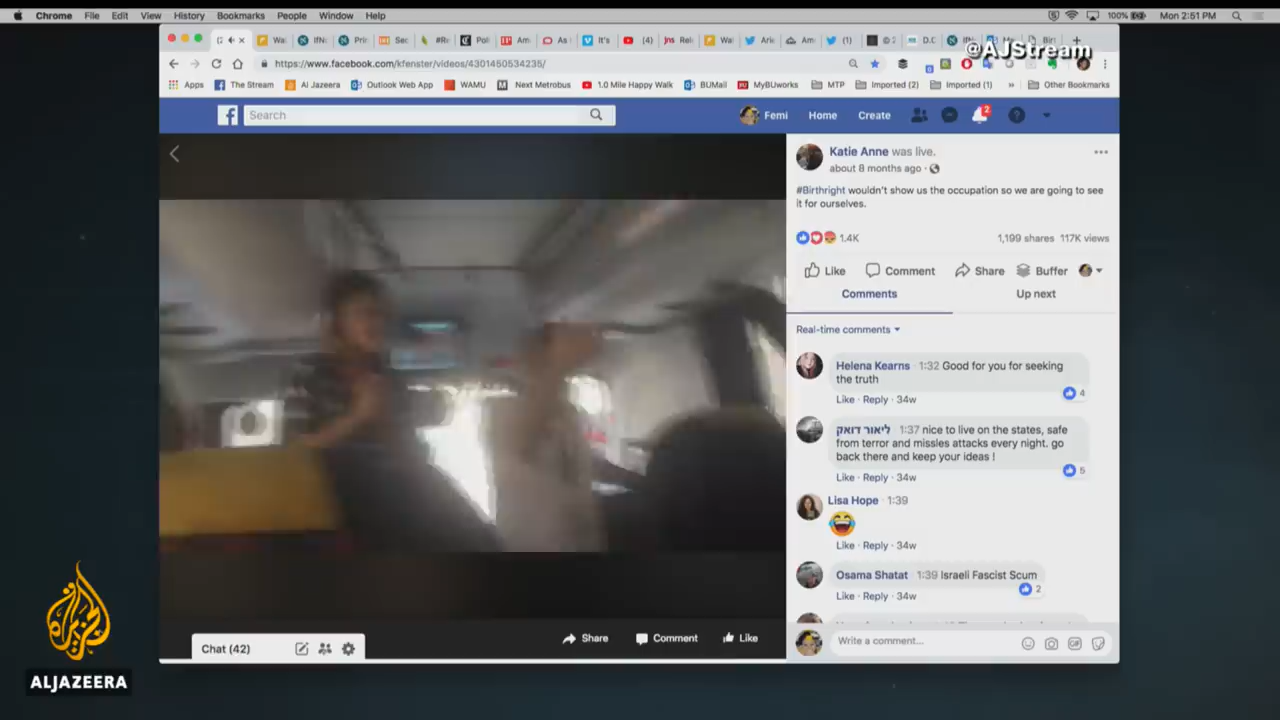 Chrome File Edit View History Bookmarks People Window Help
100% Mon 2:51 PM
@AJStream
https://www.facebook.com/kfenster/videos/4301450534235/
Apps The Stream Al Jazeera Outlook Web App WAMU Next Metrobus 1.0 Mile Happy Walk BUMail MyBUworks MTP Imported (2) Imported (1) » Other Bookmarks
Search
Femi Home Create
2
Katie Anne was live.
about 8 months ago ·
#Birthright wouldn't show us the occupation so we are going to see
it for ourselves.
1.4K
1,199 shares 117K views
Like Comment Share Buffer
Comments Up next
Real-time comments
Helena Kearns · 1:32 Good for you for seeking
the truth
4
Like · Reply · 34w
ליאור דואק 1:37 nice to live on the states, safe
from terror and missles attacks every night. go
back there and keep your ideas !
5
Like · Reply · 34w
Lisa Hope · 1:39
Like · Reply · 34w
Osama Shatat · 1:39 Israeli Fascist Scum
2
Like · Reply · 34w
Write a comment...
GIF
Share Comment Like
Chat (42)
ALJAZEERA